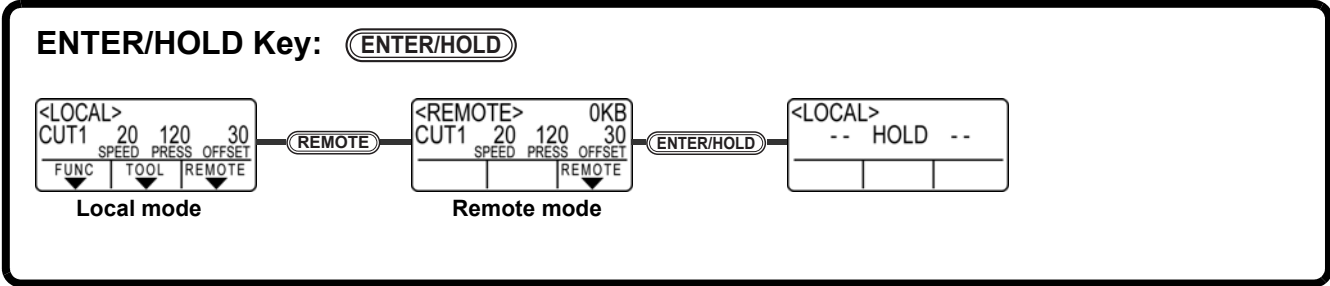 ENTER/HOLD Key: ENTER/HOLD
<LOCAL>
CUT1 20 120 30
SPEED PRESS OFFSET
FUNC TOOL REMOTE
Local mode
REMOTE
<REMOTE> 0KB
CUT1 20 120 30
SPEED PRESS OFFSET
REMOTE
Remote mode
ENTER/HOLD
<LOCAL>
-- HOLD --